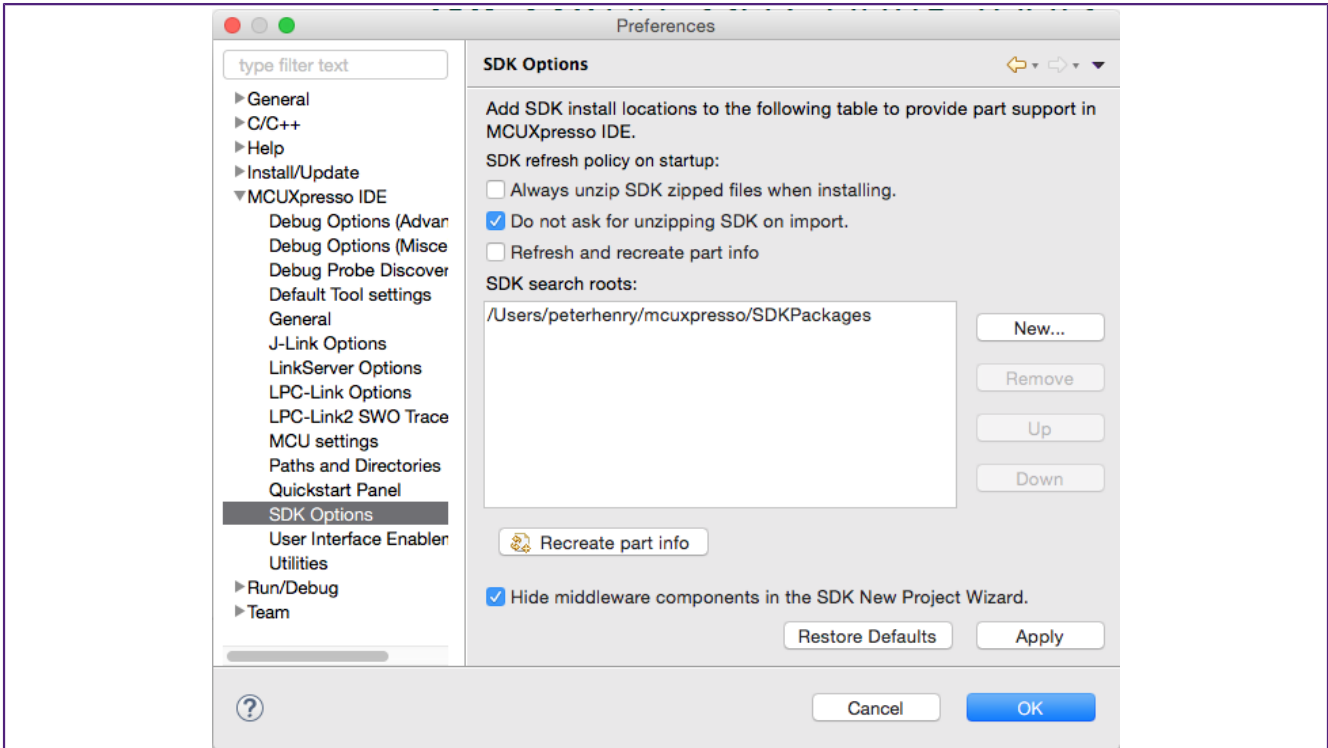 Preferences
type filter text
General
C/C++
Help
Install/Update
MCUXpresso IDE
Debug Options (Advan
Debug Options (Misce
Debug Probe Discover
Default Tool settings
General
J-Link Options
LinkServer Options
LPC-Link Options
LPC-Link2 SWO Trace
MCU settings
Paths and Directories
Quickstart Panel
SDK Options
User Interface Enablen
Utilities
Run/Debug
Team
SDK Options
Add SDK install locations to the following table to provide part support in
MCUXpresso IDE.
SDK refresh policy on startup:
Always unzip SDK zipped files when installing.
Do not ask for unzipping SDK on import.
Refresh and recreate part info
SDK search roots:
/Users/peterhenry/mcuxpresso/SDKPackages
New...
Remove
Up
Down
Recreate part info
Hide middleware components in the SDK New Project Wizard.
Restore Defaults
Apply
?
Cancel
OK